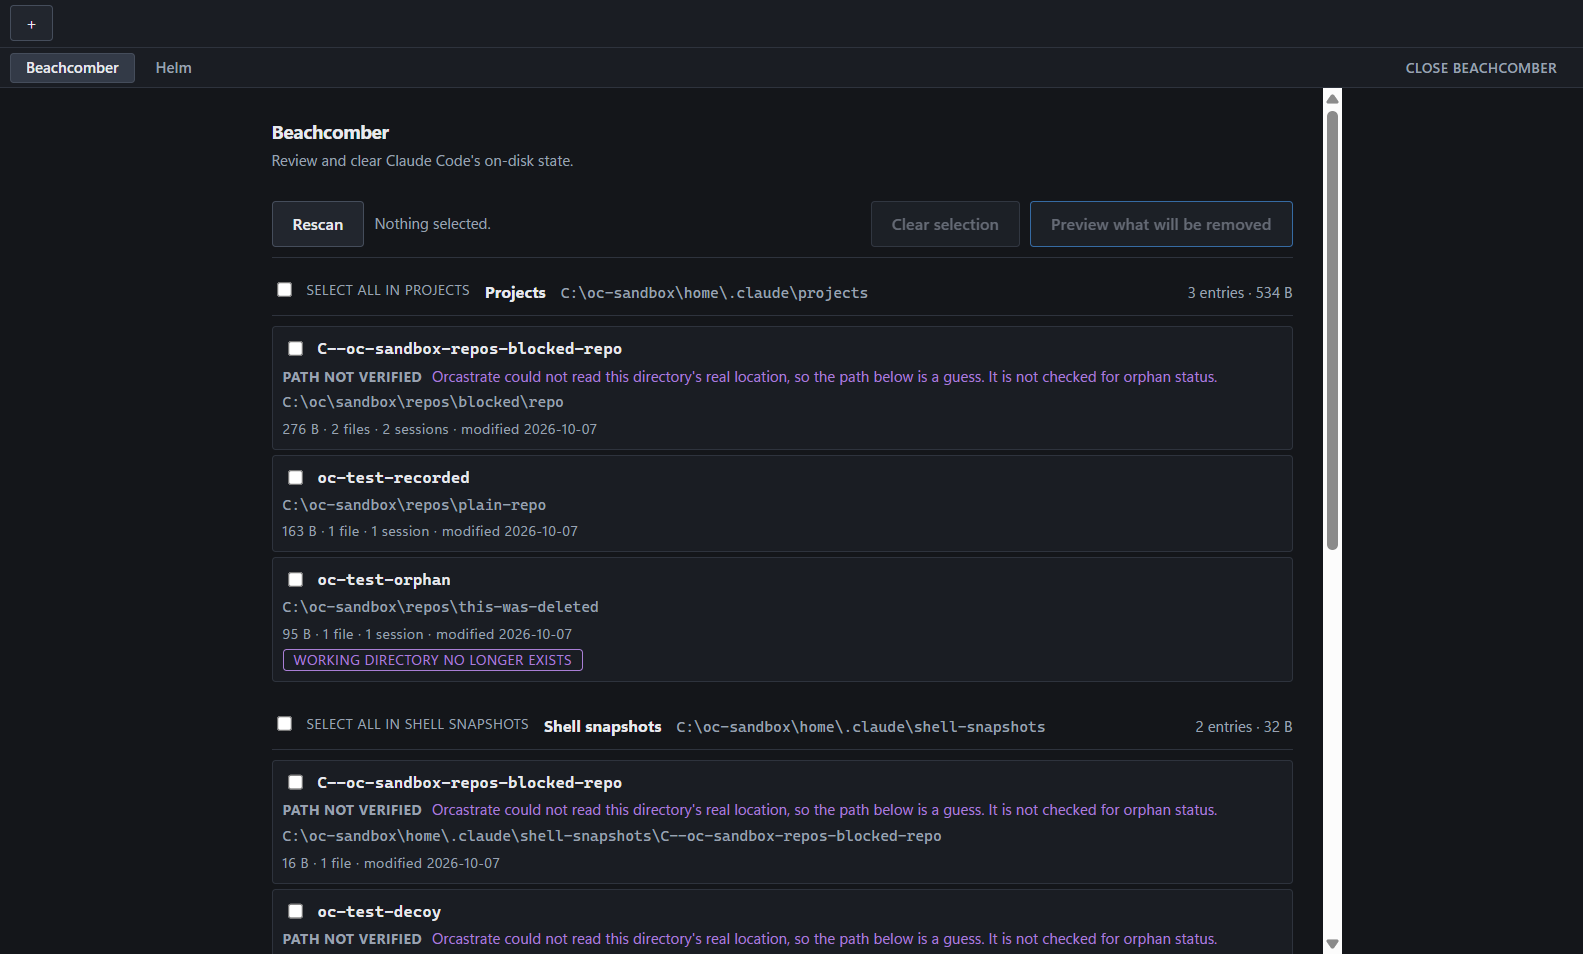 +
Beachcomber Helm CLOSE BEACHCOMBER
Beachcomber
Review and clear Claude Code's on-disk state.
Rescan Nothing selected. Clear selection Preview what will be removed
SELECT ALL IN PROJECTS Projects C:\oc-sandbox\home\.claude\projects 3 entries · 534 B
C--oc-sandbox-repos-blocked-repo
PATH NOT VERIFIED Orcastrate could not read this directory's real location, so the path below is a guess. It is not checked for orphan status.
C:\oc\sandbox\repos\blocked\repo
276 B · 2 files · 2 sessions · modified 2026-10-07
oc-test-recorded
C:\oc-sandbox\repos\plain-repo
163 B · 1 file · 1 session · modified 2026-10-07
oc-test-orphan
C:\oc-sandbox\repos\this-was-deleted
95 B · 1 file · 1 session · modified 2026-10-07
WORKING DIRECTORY NO LONGER EXISTS
SELECT ALL IN SHELL SNAPSHOTS Shell snapshots C:\oc-sandbox\home\.claude\shell-snapshots 2 entries · 32 B
C--oc-sandbox-repos-blocked-repo
PATH NOT VERIFIED Orcastrate could not read this directory's real location, so the path below is a guess. It is not checked for orphan status.
C:\oc-sandbox\home\.claude\shell-snapshots\C--oc-sandbox-repos-blocked-repo
16 B · 1 file · modified 2026-10-07
oc-test-decoy
PATH NOT VERIFIED Orcastrate could not read this directory's real location, so the path below is a guess. It is not checked for orphan status.